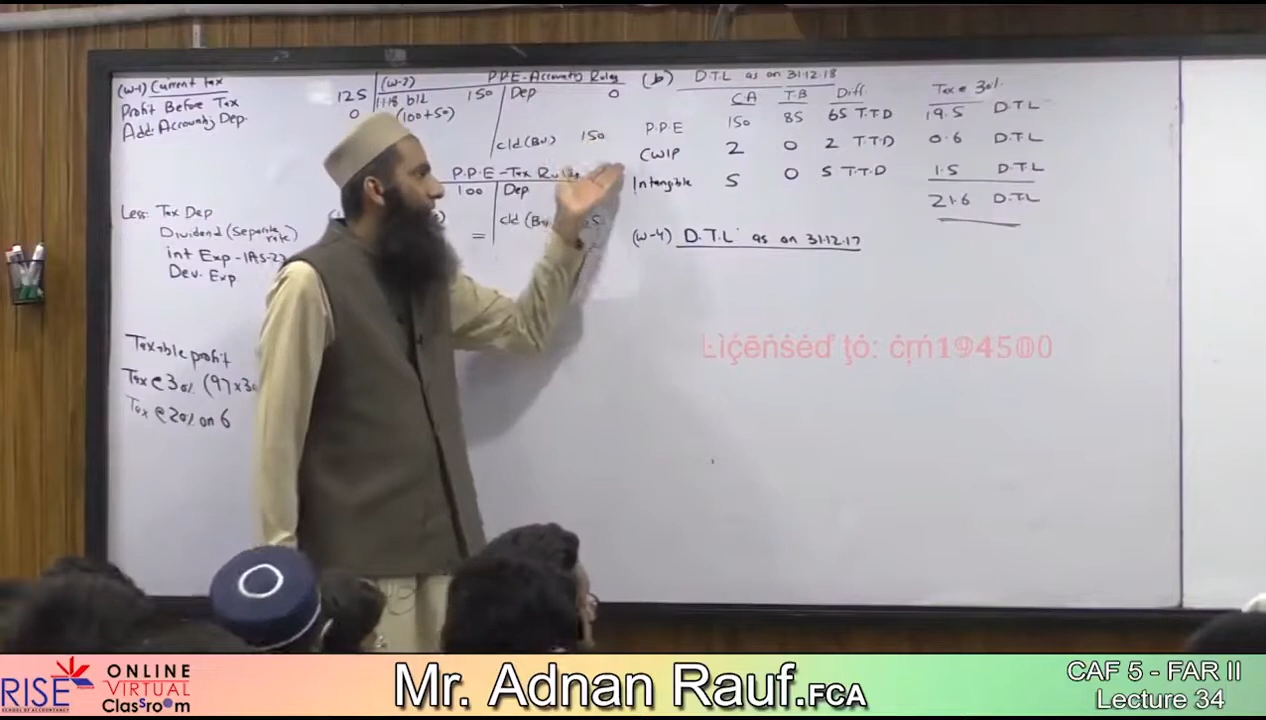 (W-1) Current tax
Profit Before Tax 125
Add: Accounting Dep. 0
Less: Tax Dep
Dividend (Separate rate)
int Exp - IAS-23
Dev. Exp
Taxable profit
Tax @ 30% (97x30
Tax @ 20% on 6
(W-2) P.P.E - Accounting Rules
1.1.18 b/d 150 Dep 0
(100+50)
c/d (Bal) 150
P.P.E - Tax Rules
100 Dep
=
c/d
(b) D.T.L as on 31.12.18
CA T.B Diff. Tax @ 30%
P.P.E 150 85 65 T.T.D 19.5 D.T.L
CWIP 2 0 2 T.T.D 0.6 D.T.L
Intangible 5 0 5 T.T.D 1.5 D.T.L
21.6 D.T.L
(W-4) D.T.L as on 31.12.17
Ļìçēńśėď ţó: ċṃ194500
RISE
SCHOOL OF ACCOUNTANCY
ONLINE
VIRTUAL
Classroom
Mr. Adnan Rauf.FCA
CAF 5 - FAR II
Lecture 34